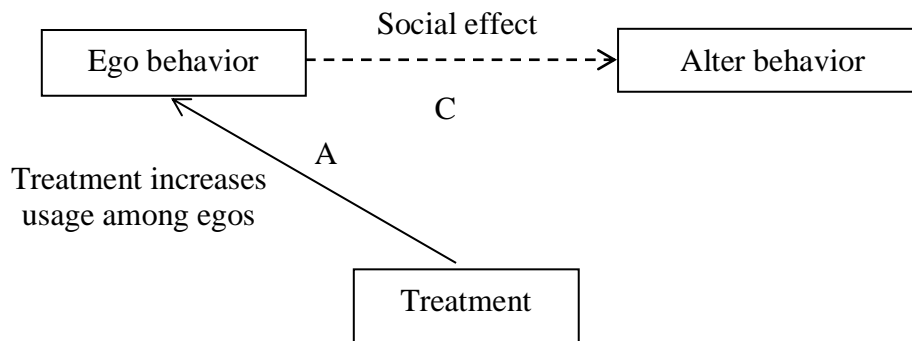 Social effect
Ego behavior
Alter behavior
C
A
Treatment increases
usage among egos
Treatment